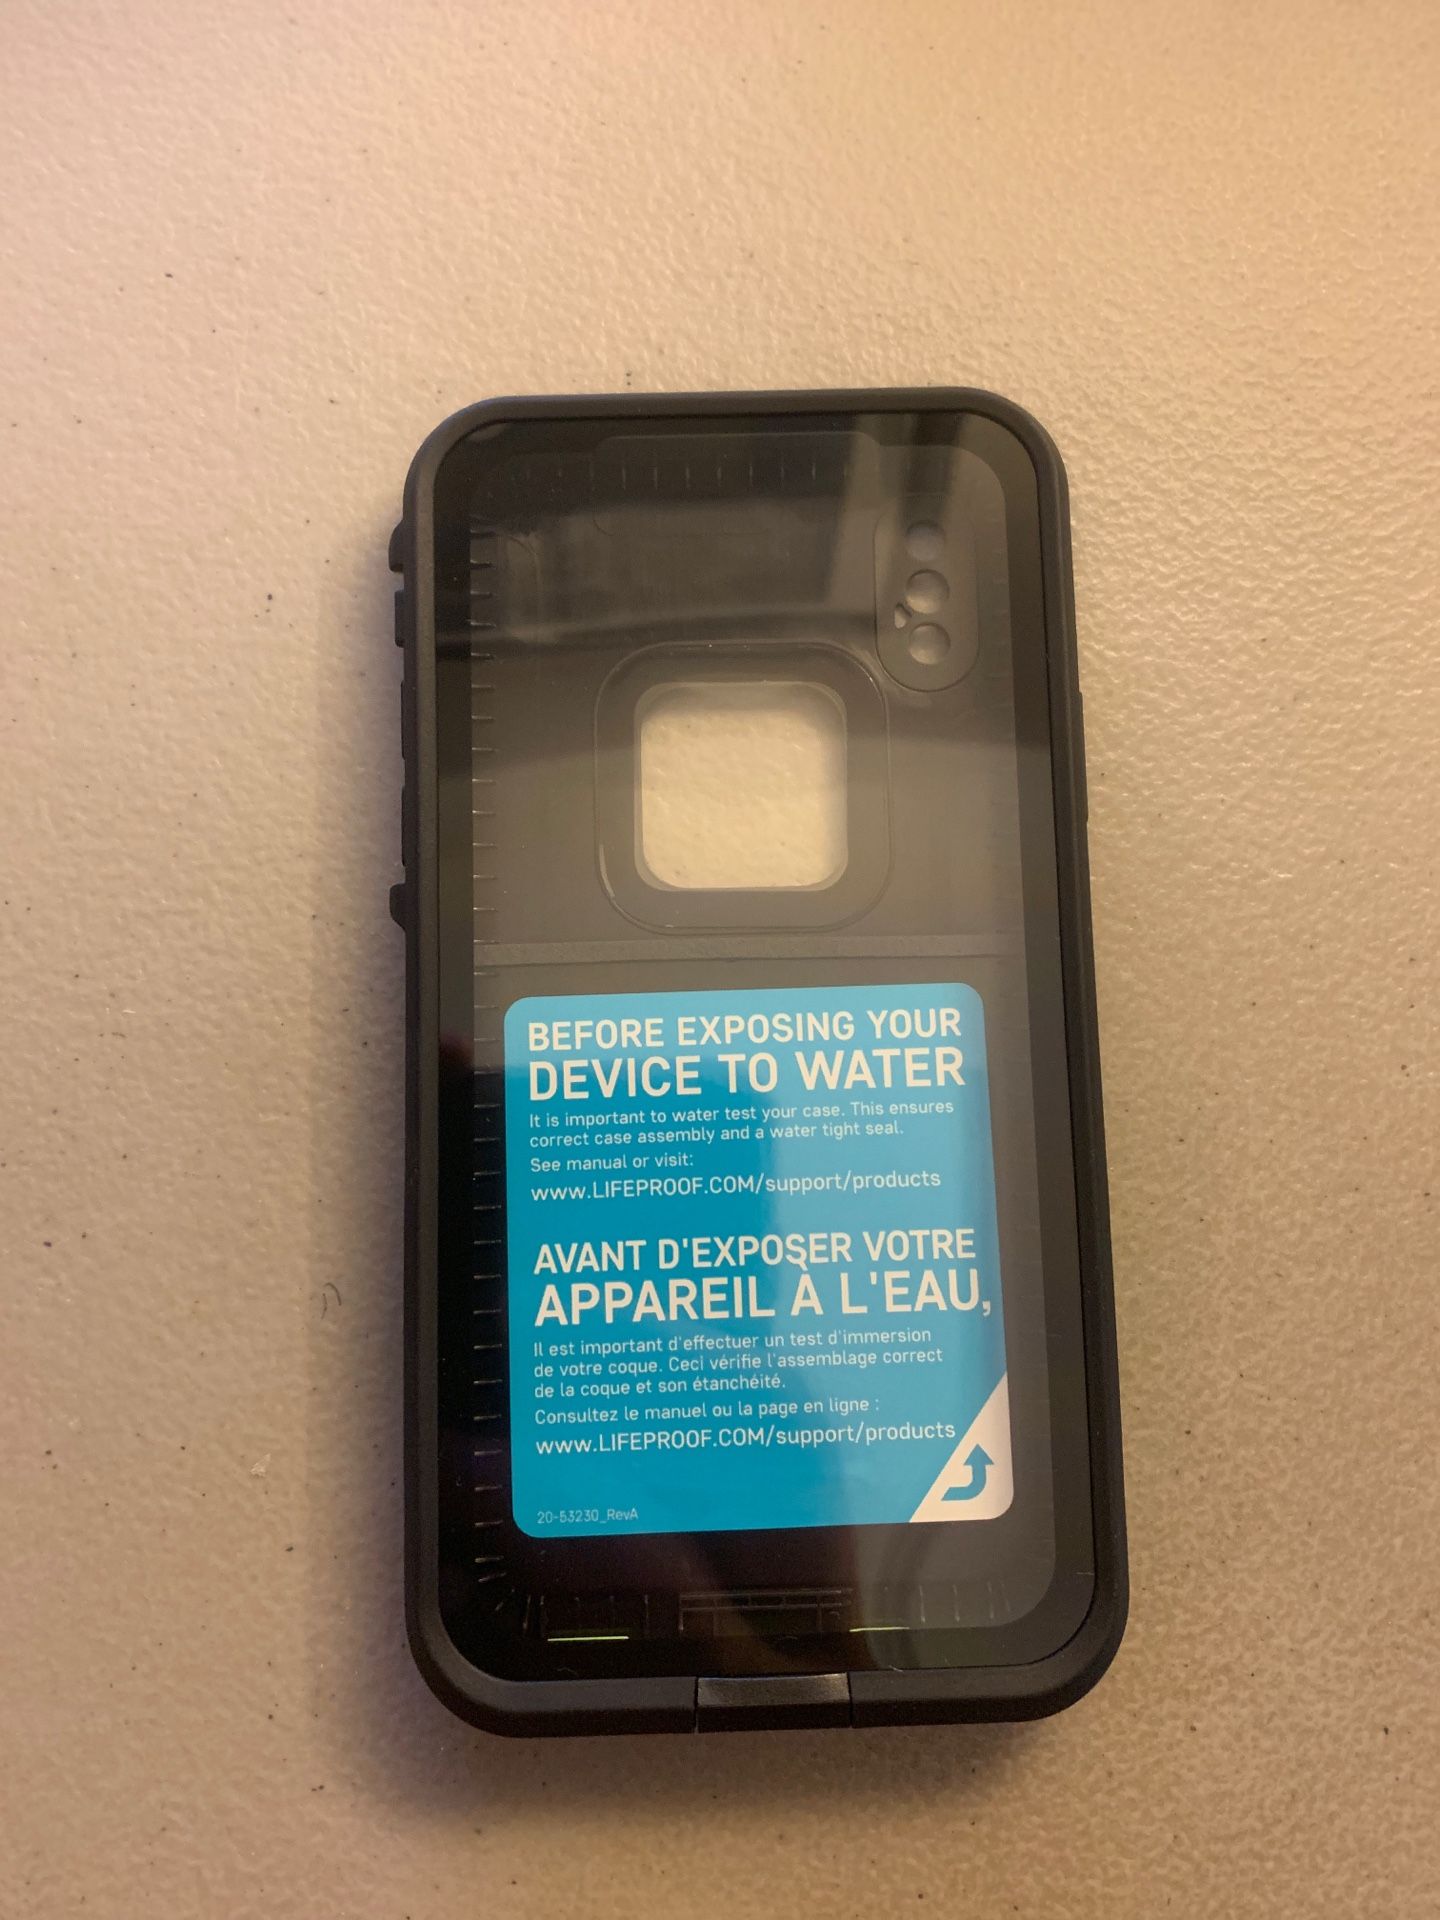 BEFORE EXPOSING YOUR
DEVICE TO WATER
It is important to water test your case. This ensures
correct case assembly and a water tight seal.
See manual or visit:
www.LIFEPROOF.COM/support/products
AVANT D'EXPOSER VOTRE
APPAREIL À L'EAU,
Il est important d'effectuer un test d'immersion
de votre coque. Ceci vérifie l'assemblage correct
de la coque et son étanchéité.
Consultez le manuel ou la page en ligne :
www.LIFEPROOF.COM/support/products
20-53230_RevA